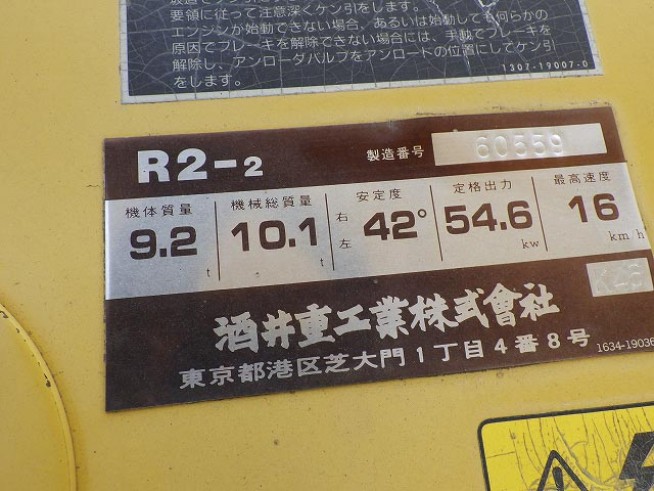 要領に従って注意深くケン引をします。
エンジンが始動できない場合,あるいは始動しても何らかの
原因でブレーキを解除できない場合には、手動でブレーキを
解除し、アンローダバルブをアンロードの位置にしてケン引
をします。
1307-19007-0
R2-2 製造番号 60559
機体質量 機械総質量 安定度 定格出力 最高速度
9.2 t 10.1 t 右 左 42° 54.6 kw 16 km/h
酒井重工業株式會社
東京都港区芝大門1丁目4番8号 1634-19036